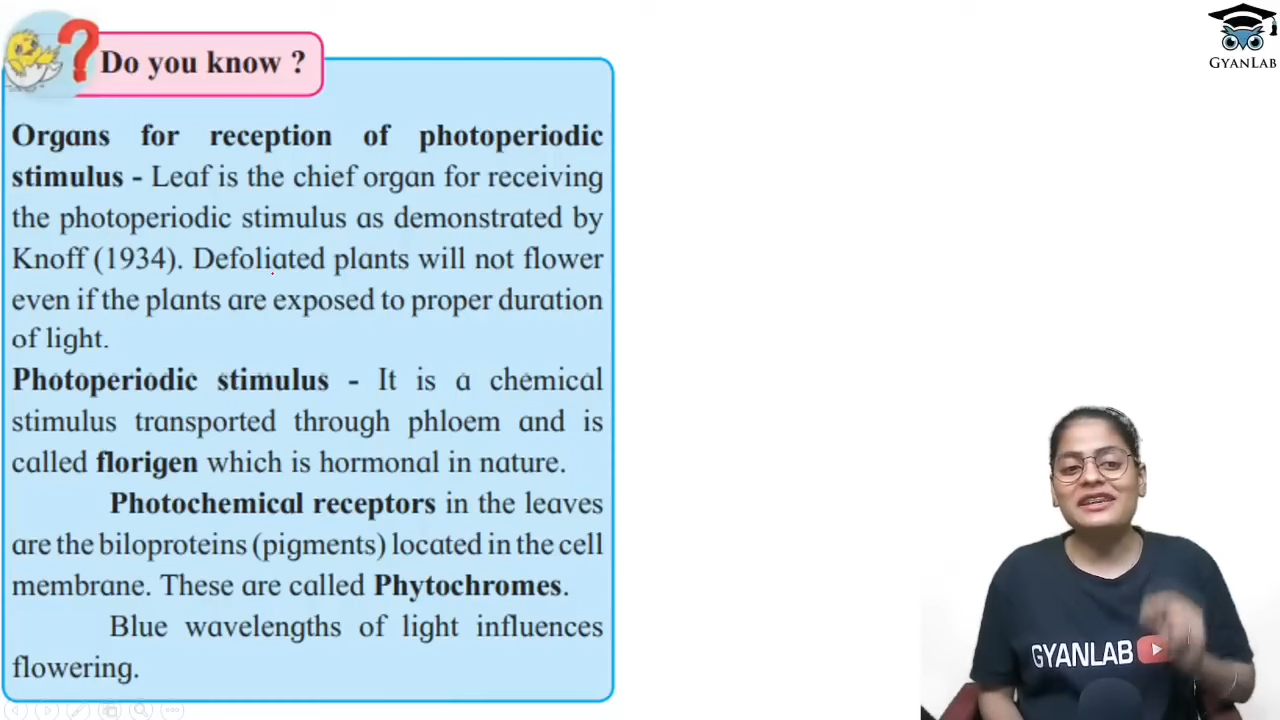 Do you know ?
GYANLAB
Organs for reception of photoperiodic
stimulus - Leaf is the chief organ for receiving
the photoperiodic stimulus as demonstrated by
Knoff (1934). Defoliated plants will not flower
even if the plants are exposed to proper duration
of light.
Photoperiodic stimulus - It is a chemical
stimulus transported through phloem and is
called florigen which is hormonal in nature.
Photochemical receptors in the leaves
are the biloproteins (pigments) located in the cell
membrane. These are called Phytochromes.
Blue wavelengths of light influences
flowering.
GYANLAB